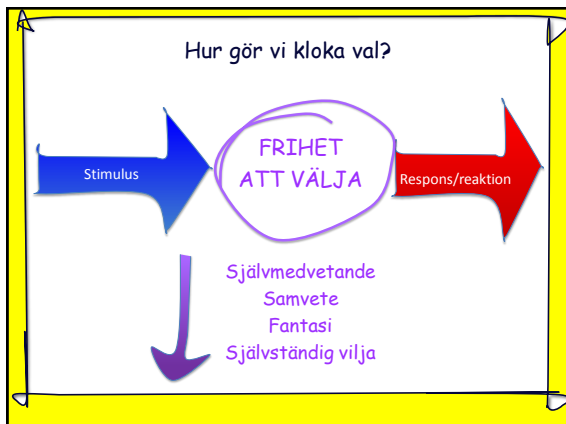 Hur gör vi kloka val?
Stimulus
FRIHET
ATT VÄLJA
Respons/reaktion
Självmedvetande
Samvete
Fantasi
Självständig vilja